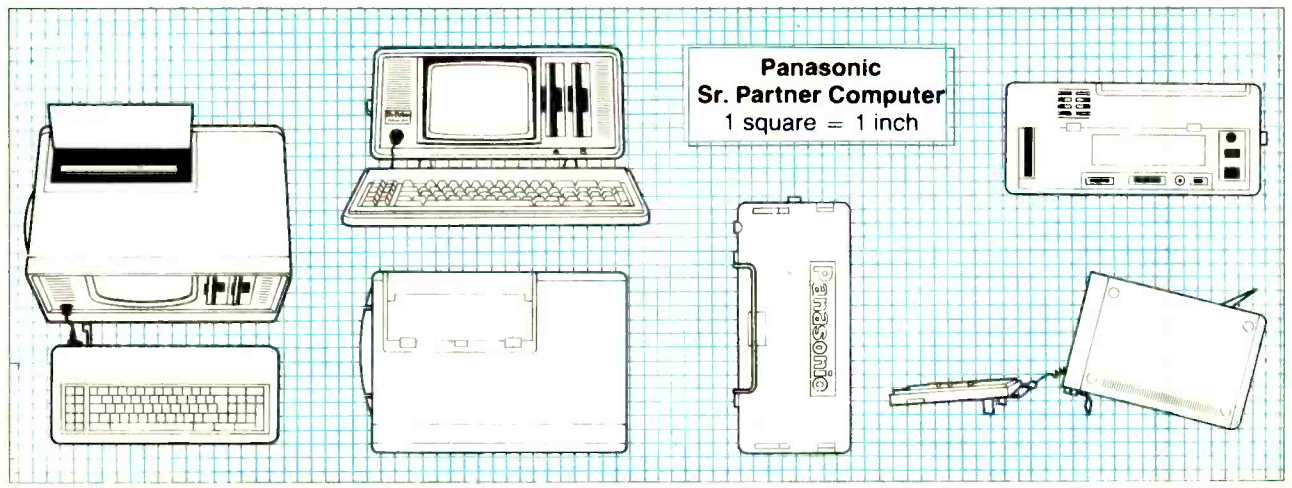 Panasonic
Sr. Partner Computer
1 square = 1 inch
A B
Panasonic